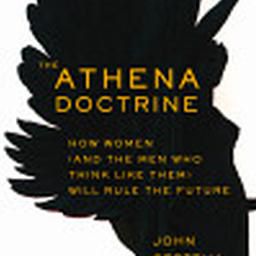 THE
ATHENA
DOCTRINE
HOW WOMEN
(AND THE MEN WHO
THINK LIKE THEM)
WILL RULE THE FUTURE
JOHN